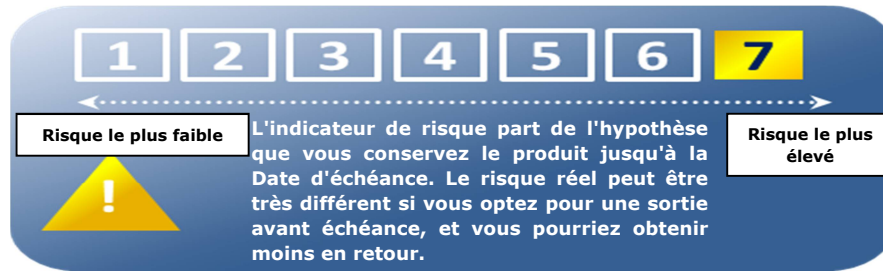 1 2 3 4 5 6 7
Risque le plus faible
Risque le plus
élevé
L'indicateur de risque part de l'hypothèse
que vous conservez le produit jusqu'à la
Date d'échéance. Le risque réel peut être
très différent si vous optez pour une sortie
avant échéance, et vous pourriez obtenir
moins en retour.
!